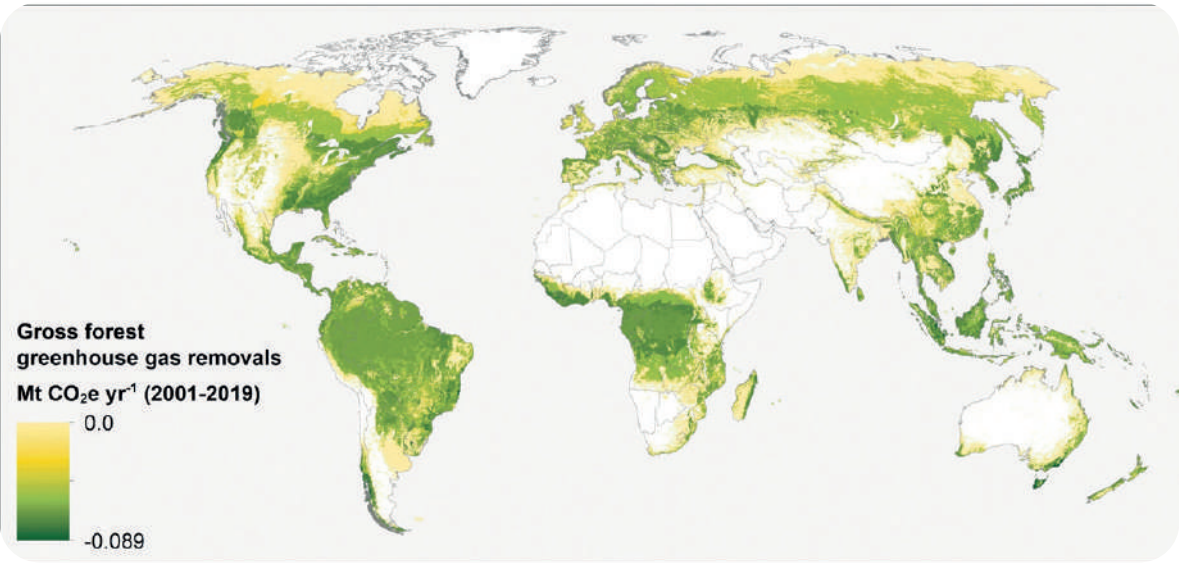 Gross forest
greenhouse gas removals
Mt CO₂e yr⁻¹ (2001-2019)
0.0
-0.089